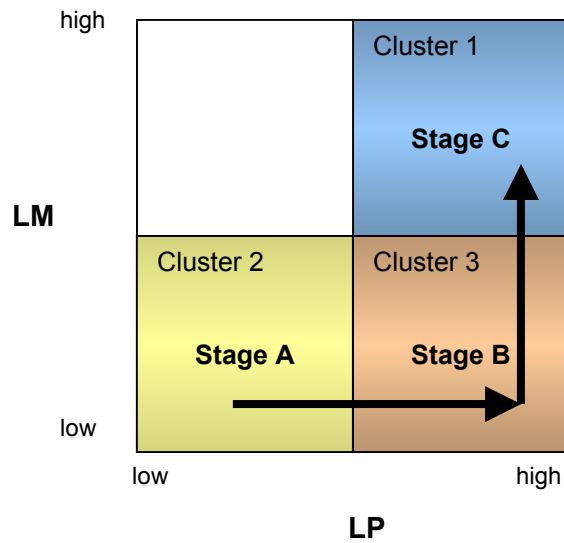 high
Cluster 1
Stage C
LM
Cluster 2
Cluster 3
Stage A
Stage B
low
low
high
LP